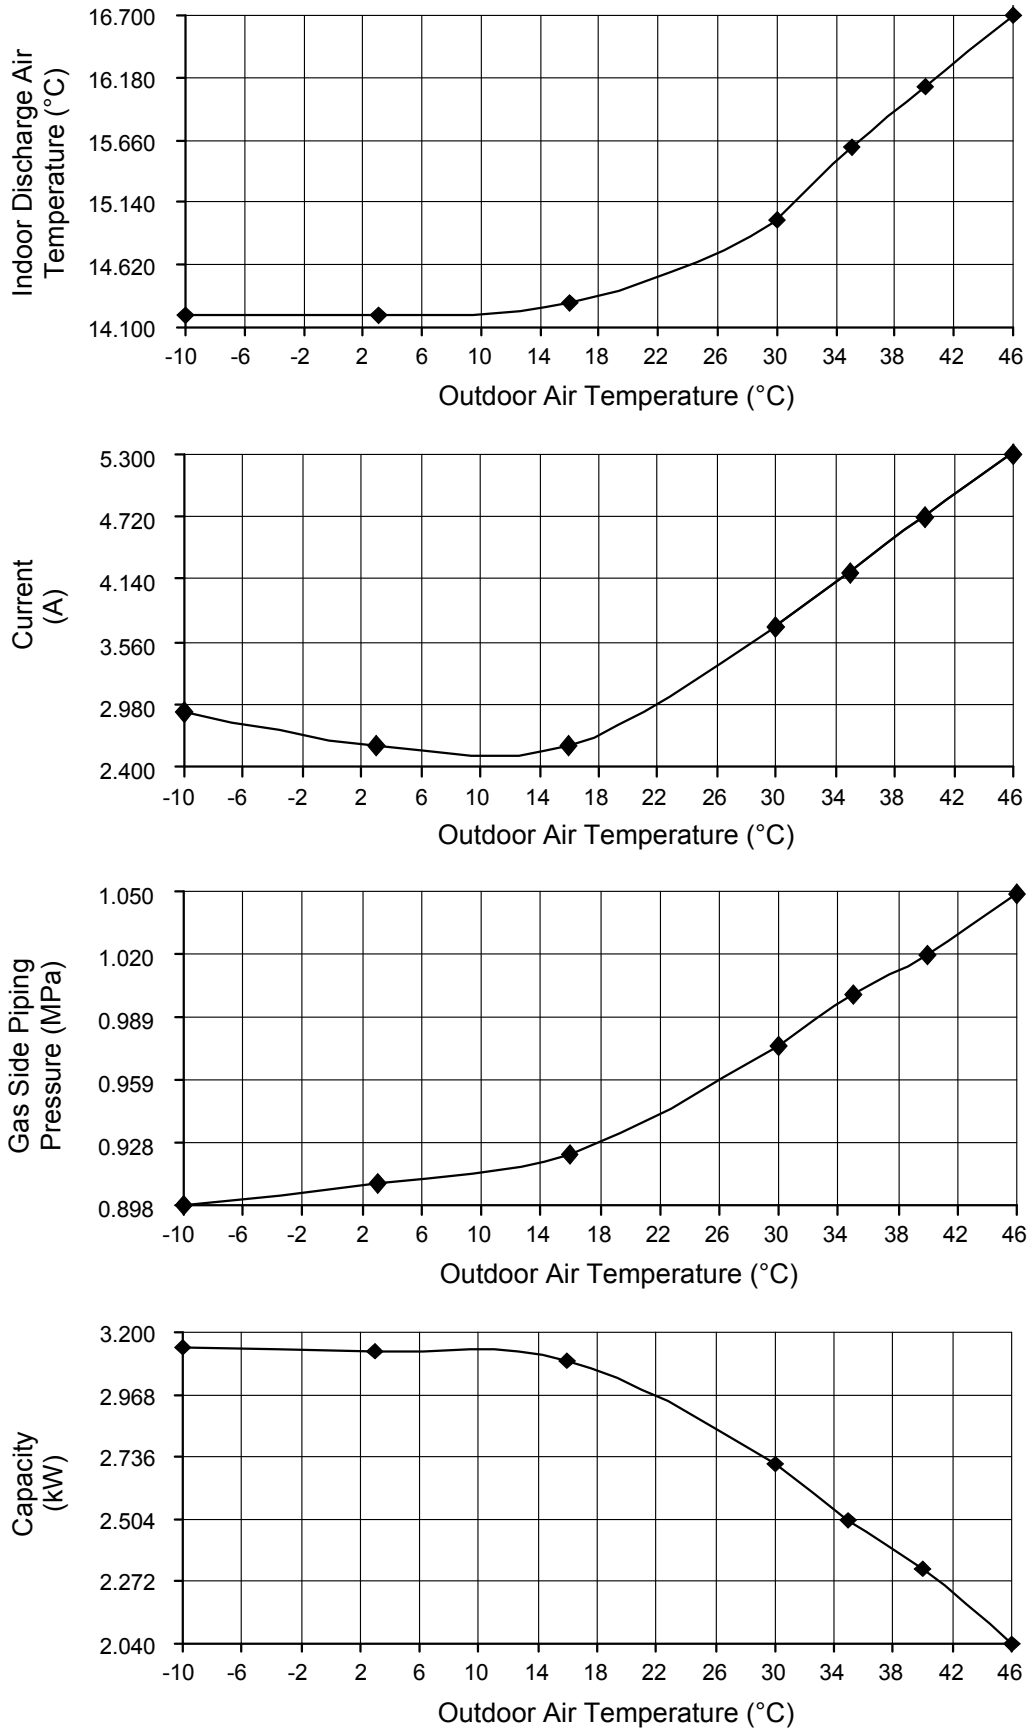 Indoor Discharge Air
Temperature (°C)
16.700
16.180
15.660
15.140
14.620
14.100
-10 -6 -2 2 6 10 14 18 22 26 30 34 38 42 46
Outdoor Air Temperature (°C)
Current
(A)
5.300
4.720
4.140
3.560
2.980
2.400
-10 -6 -2 2 6 10 14 18 22 26 30 34 38 42 46
Outdoor Air Temperature (°C)
Gas Side Piping
Pressure (MPa)
1.050
1.020
0.989
0.959
0.928
0.898
-10 -6 -2 2 6 10 14 18 22 26 30 34 38 42 46
Outdoor Air Temperature (°C)
Capacity
(kW)
3.200
2.968
2.736
2.504
2.272
2.040
-10 -6 -2 2 6 10 14 18 22 26 30 34 38 42 46
Outdoor Air Temperature (°C)